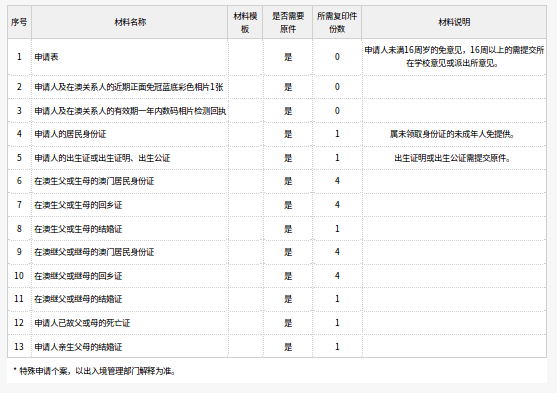 序号 材料名称 材料模板 是否需要原件 所需复印件份数 材料说明
1 申请表 是 0 申请人未满16周岁的免意见，16周以上的需提交所在学校意见或派出所意见。
2 申请人及在澳关系人的近期正面免冠蓝底彩色相片1张 是 0
3 申请人及在澳关系人的有效期一年内数码相片检测回执 是 0
4 申请人的居民身份证 是 1 属未领取身份证的未成年人免提供。
5 申请人的出生证或出生证明、出生公证 是 1 出生证明或出生公证需提交原件。
6 在澳生父或生母的澳门居民身份证 是 4
7 在澳生父或生母的回乡证 是 4
8 在澳生父或生母的结婚证 是 1
9 在澳继父或继母的澳门居民身份证 是 4
10 在澳继父或继母的回乡证 是 4
11 在澳继父或继母的结婚证 是 1
12 申请人已故父或母的死亡证 是 1
13 申请人亲生父母的结婚证 是 1
* 特殊申请个案，以出入境管理部门解释为准。